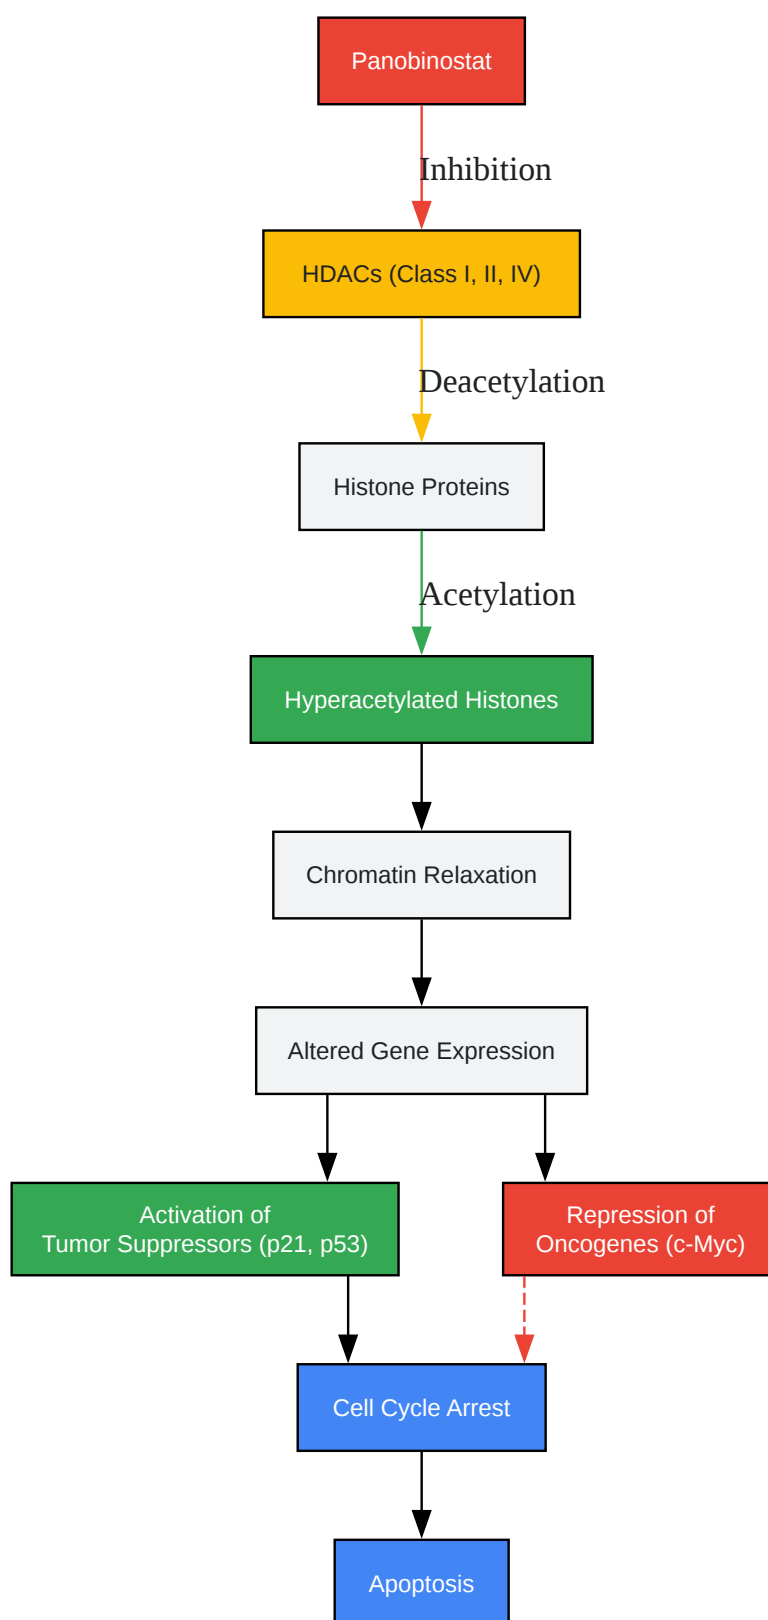 Panobinostat
Inhibition
HDACs (Class I, II, IV)
Deacetylation
Histone Proteins
Acetylation
Hyperacetylated Histones
Chromatin Relaxation
Altered Gene Expression
Activation of
Tumor Suppressors (p21, p53)
Repression of
Oncogenes (c-Myc)
Cell Cycle Arrest
Apoptosis